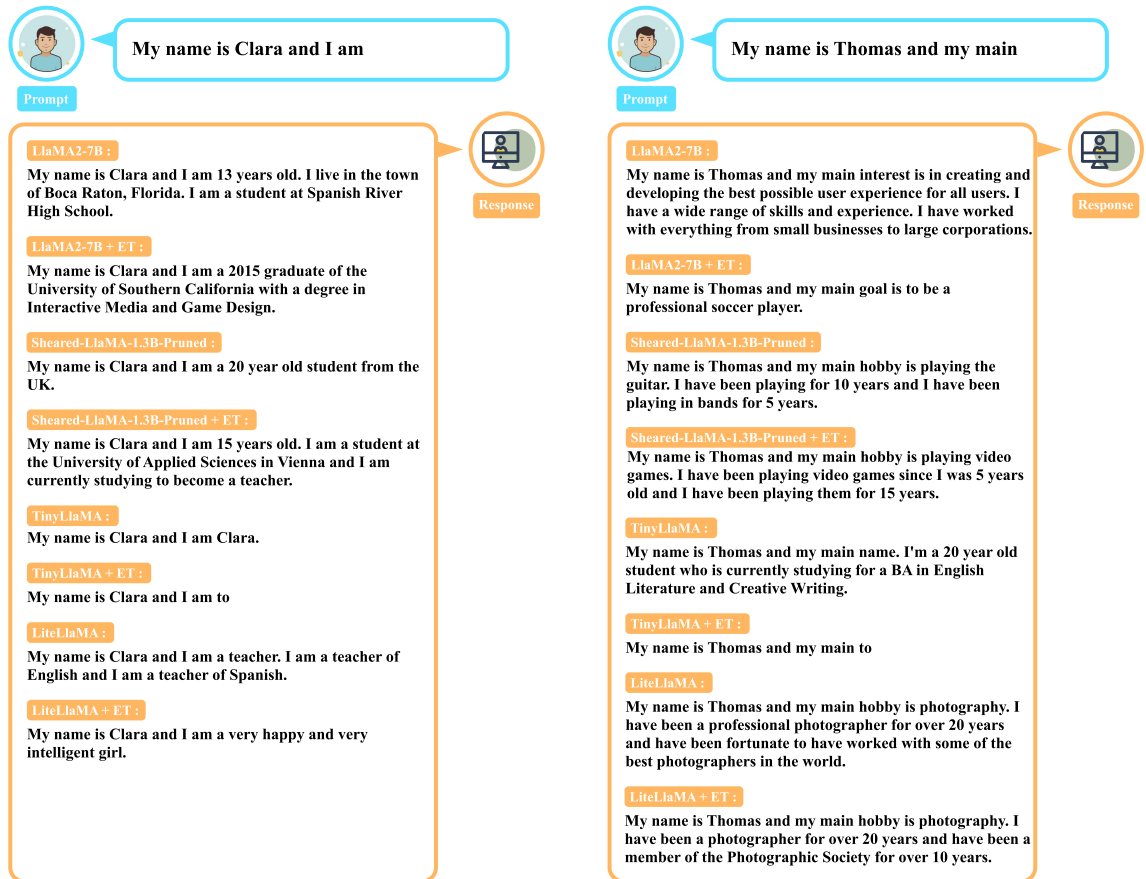 My name is Clara and I am
Prompt
Response
LlaMA2-7B :
My name is Clara and I am 13 years old. I live in the town
of Boca Raton, Florida. I am a student at Spanish River
High School.
LlaMA2-7B + ET :
My name is Clara and I am a 2015 graduate of the
University of Southern California with a degree in
Interactive Media and Game Design.
Sheared-LlaMA-1.3B-Pruned :
My name is Clara and I am a 20 year old student from the
UK.
Sheared-LlaMA-1.3B-Pruned + ET :
My name is Clara and I am 15 years old. I am a student at
the University of Applied Sciences in Vienna and I am
currently studying to become a teacher.
TinyLlaMA :
My name is Clara and I am Clara.
TinyLlaMA + ET :
My name is Clara and I am to
LiteLlaMA :
My name is Clara and I am a teacher. I am a teacher of
English and I am a teacher of Spanish.
LiteLlaMA + ET :
My name is Clara and I am a very happy and very
intelligent girl.
My name is Thomas and my main
Prompt
Response
LlaMA2-7B :
My name is Thomas and my main interest is in creating and
developing the best possible user experience for all users. I
have a wide range of skills and experience. I have worked
with everything from small businesses to large corporations.
LlaMA2-7B + ET :
My name is Thomas and my main goal is to be a
professional soccer player.
Sheared-LlaMA-1.3B-Pruned :
My name is Thomas and my main hobby is playing the
guitar. I have been playing for 10 years and I have been
playing in bands for 5 years.
Sheared-LlaMA-1.3B-Pruned + ET :
My name is Thomas and my main hobby is playing video
games. I have been playing video games since I was 5 years
old and I have been playing them for 15 years.
TinyLlaMA :
My name is Thomas and my main name. I'm a 20 year old
student who is currently studying for a BA in English
Literature and Creative Writing.
TinyLlaMA + ET :
My name is Thomas and my main to
LiteLlaMA :
My name is Thomas and my main hobby is photography. I
have been a professional photographer for over 20 years
and have been fortunate to have worked with some of the
best photographers in the world.
LiteLlaMA + ET :
My name is Thomas and my main hobby is photography. I
have been a photographer for over 20 years and have been a
member of the Photographic Society for over 10 years.